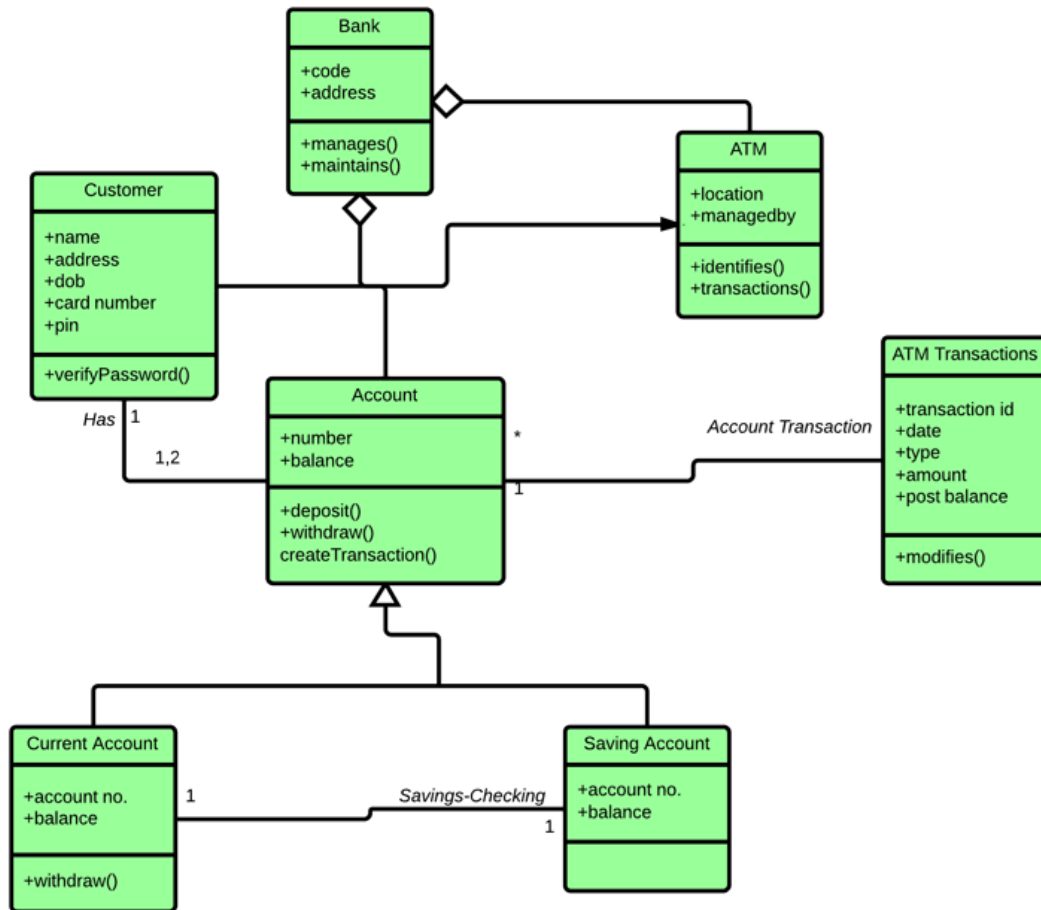 Bank
+code
+address
+manages()
+maintains()
ATM
+location
+managedby
+identifies()
+transactions()
Customer
+name
+address
+dob
+card number
+pin
+verifyPassword()
Has
1
1,2
Account
+number
+balance
+deposit()
+withdraw()
createTransaction()
*
1
Account Transaction
ATM Transactions
+transaction id
+date
+type
+amount
+post balance
+modifies()
Current Account
+account no.
+balance
+withdraw()
1
Savings-Checking
1
Saving Account
+account no.
+balance